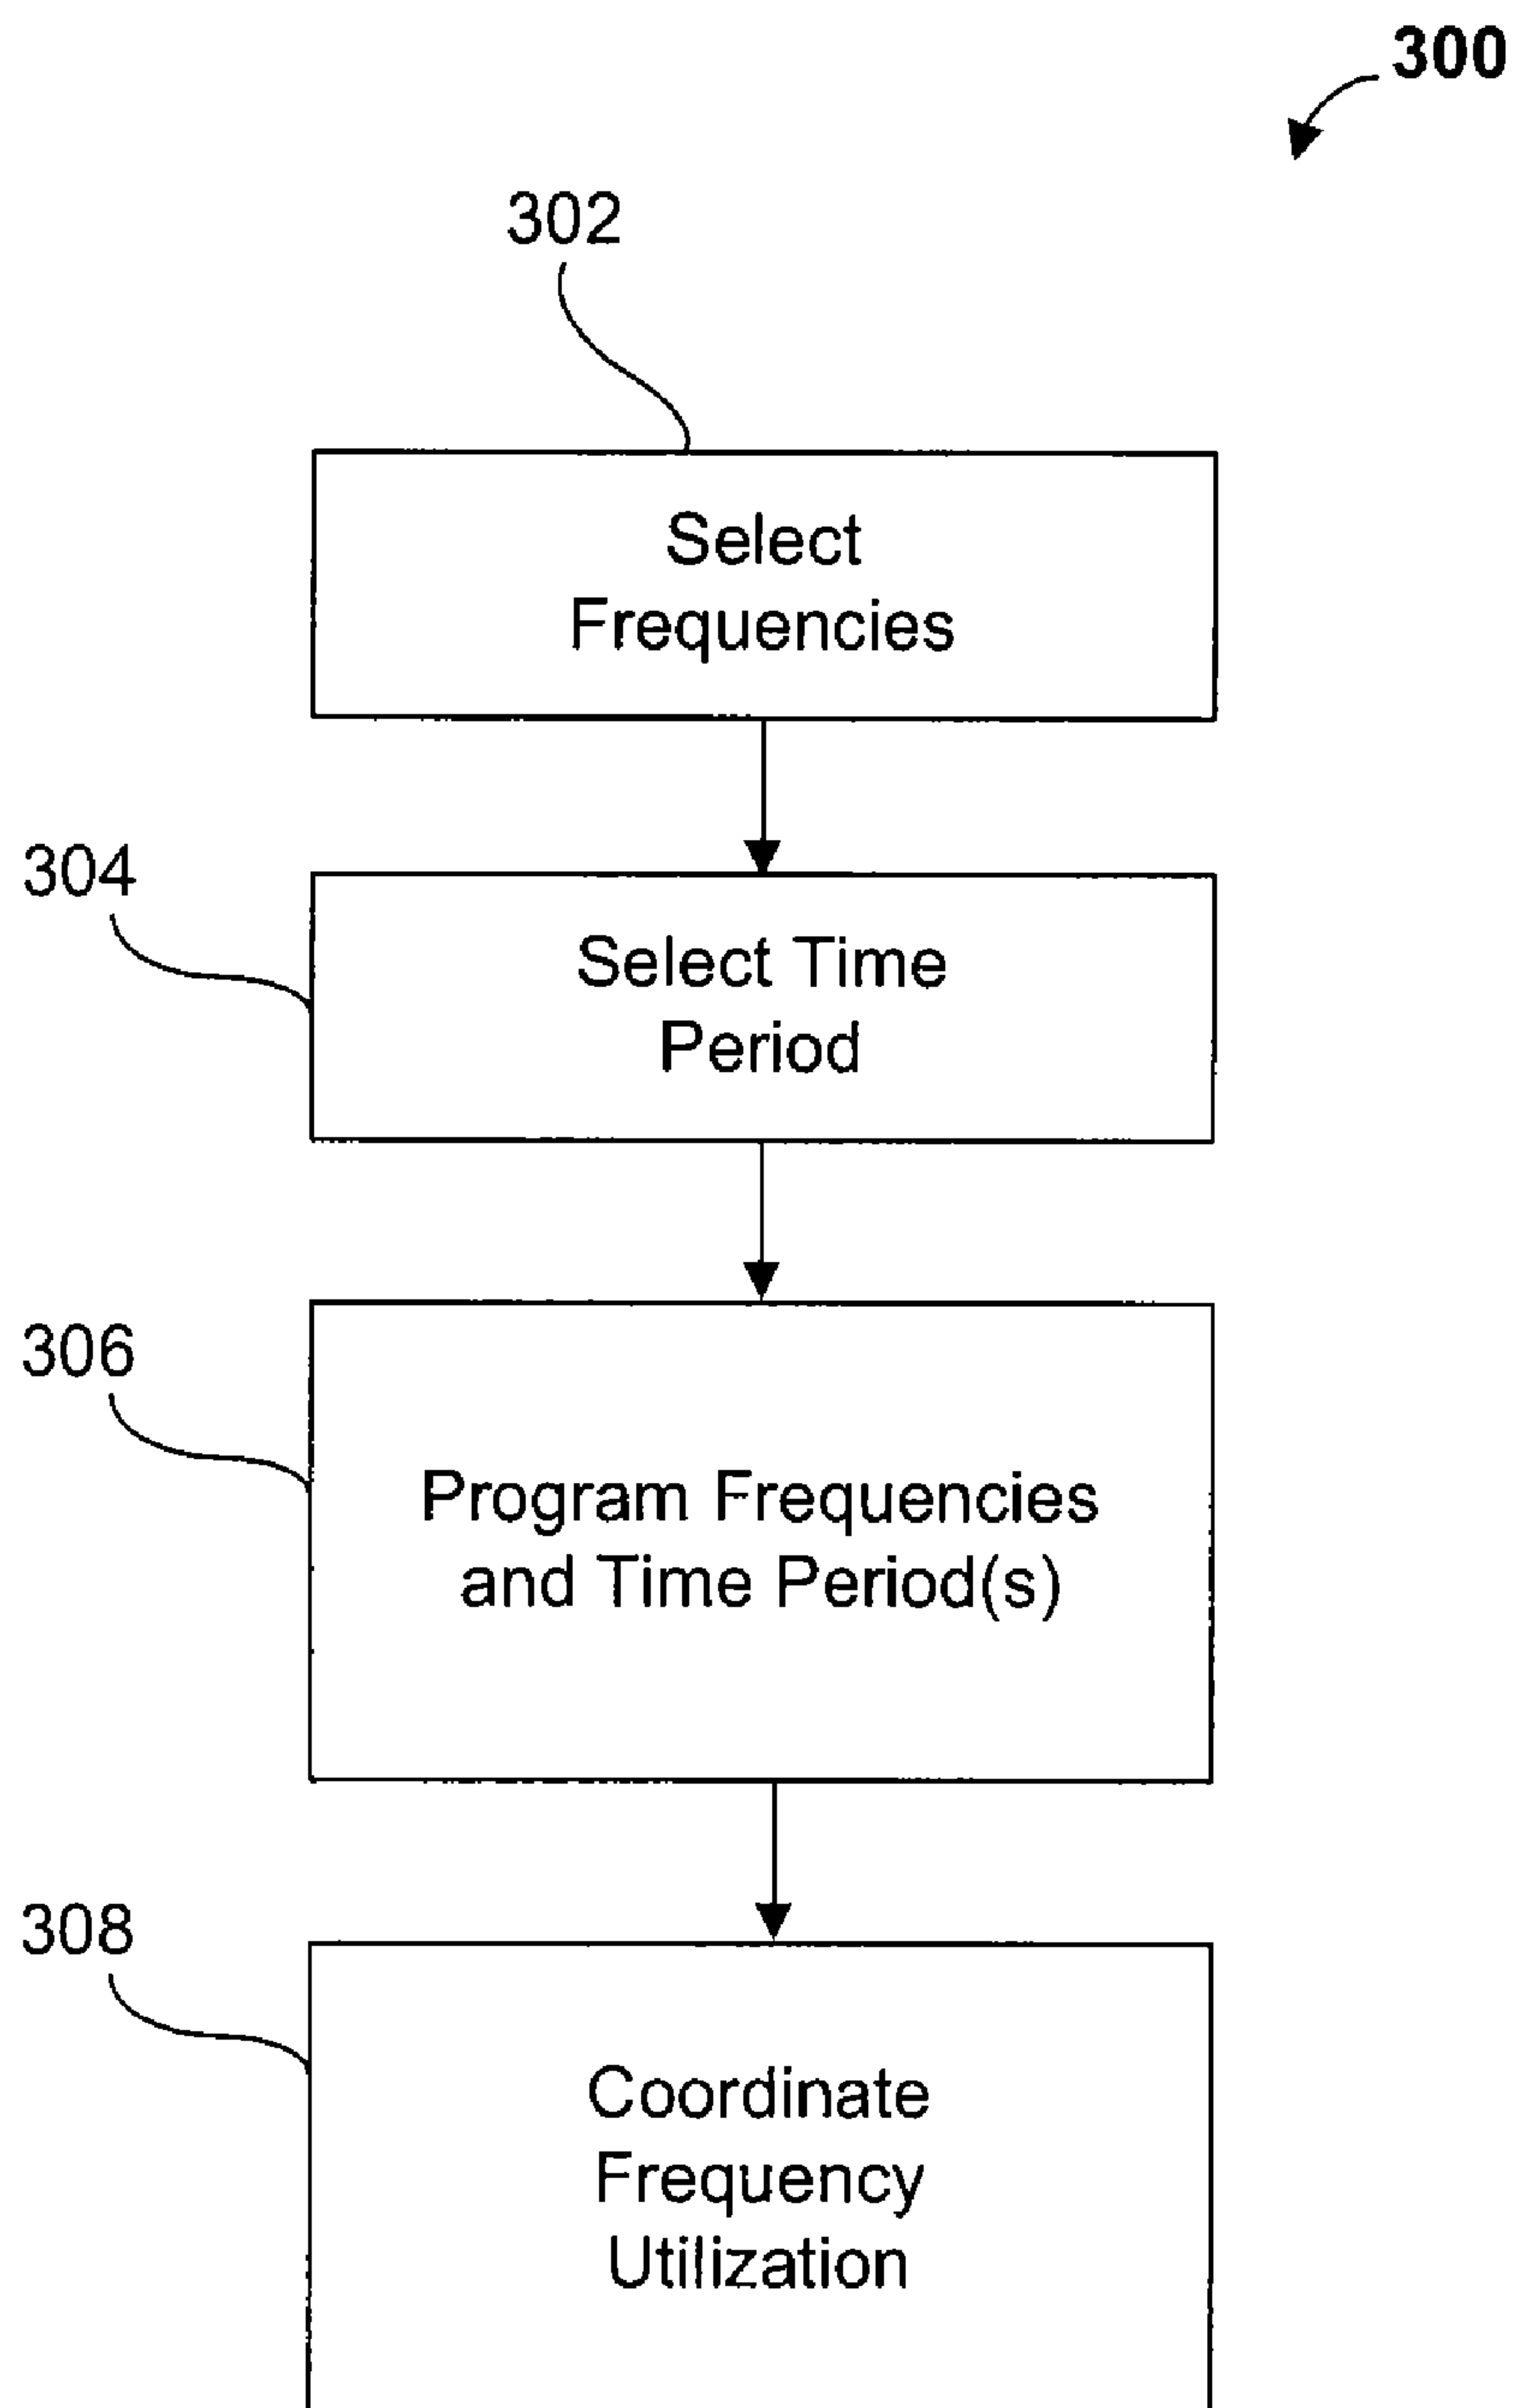 300
302
Select
Frequencies
304
Select Time
Period
306
Program Frequencies
and Time Period(s)
308
Coordinate
Frequency
Utilization